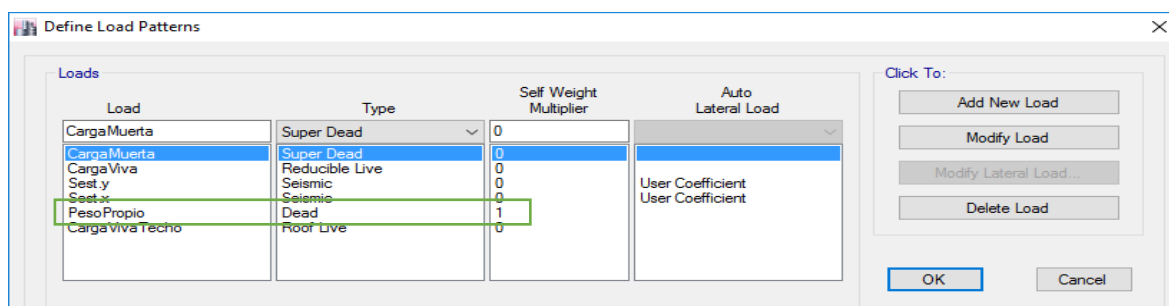 Define Load Patterns
Loads
Click To:
Load Type Self Weight Multiplier Auto Lateral Load
CargaMuerta Super Dead 0
CargaMuerta Super Dead 0
CargaViva Reducible Live 0
Sest.y Seismic 0 User Coefficient
Sest.x Seismic 0 User Coefficient
PesoPropio Dead 1
CargaVivaTecho Roof Live 0
Add New Load
Modify Load
Modify Lateral Load...
Delete Load
OK Cancel